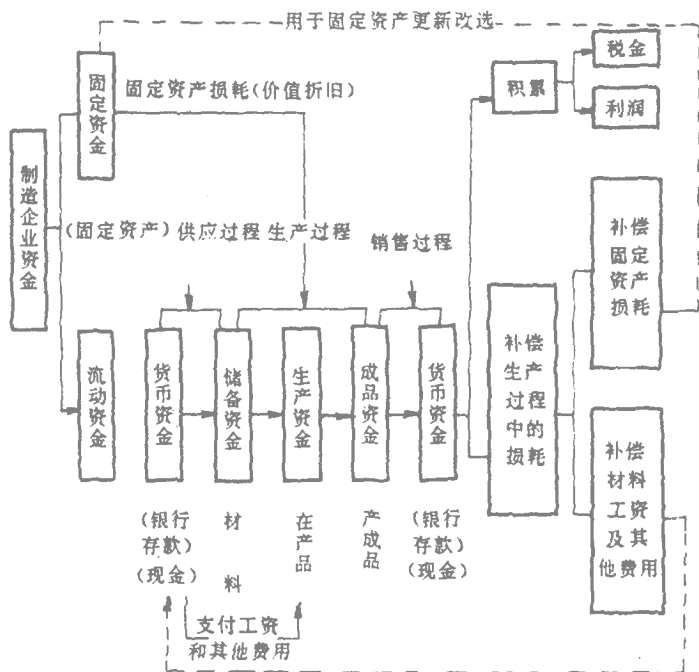 用于固定资产更新改选
固定资金
固定资产损耗(价值折旧)
积累
税金
利润
制造企业资金
(固定资产)供应过程 生产过程
销售过程
补偿
固定
资产
损耗
流动资金
货币资金
储备资金
生产资金
成品资金
货币资金
补偿
生产
过程
中的
损耗
补偿
材料
工资
及其
他费用
(银行
存款)
(现金)
材料
在产品
产成品
(银行
存款)
(现金)
支付工资
和其他费用